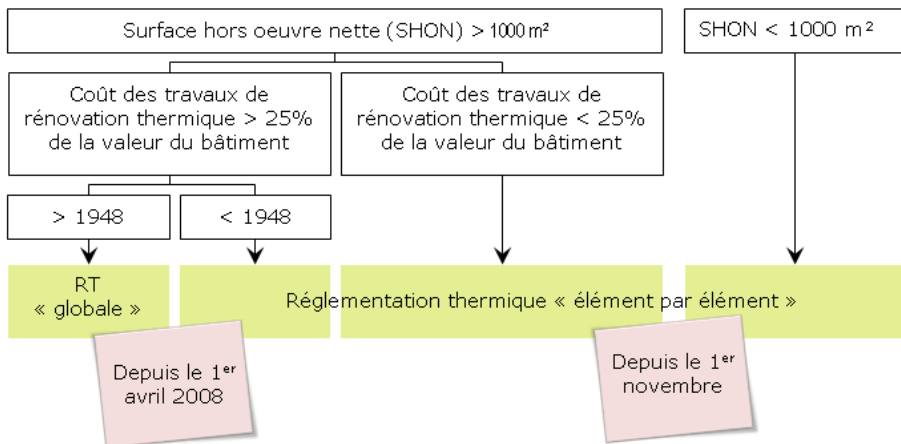 Surface hors oeuvre nette (SHON) > 1000 m²
SHON < 1000 m²
Coût des travaux de
rénovation thermique > 25%
de la valeur du bâtiment
Coût des travaux de
rénovation thermique < 25%
de la valeur du bâtiment
> 1948
< 1948
RT
« globale »
Réglementation thermique « élément par élément »
Depuis le 1er
avril 2008
Depuis le 1er
novembre